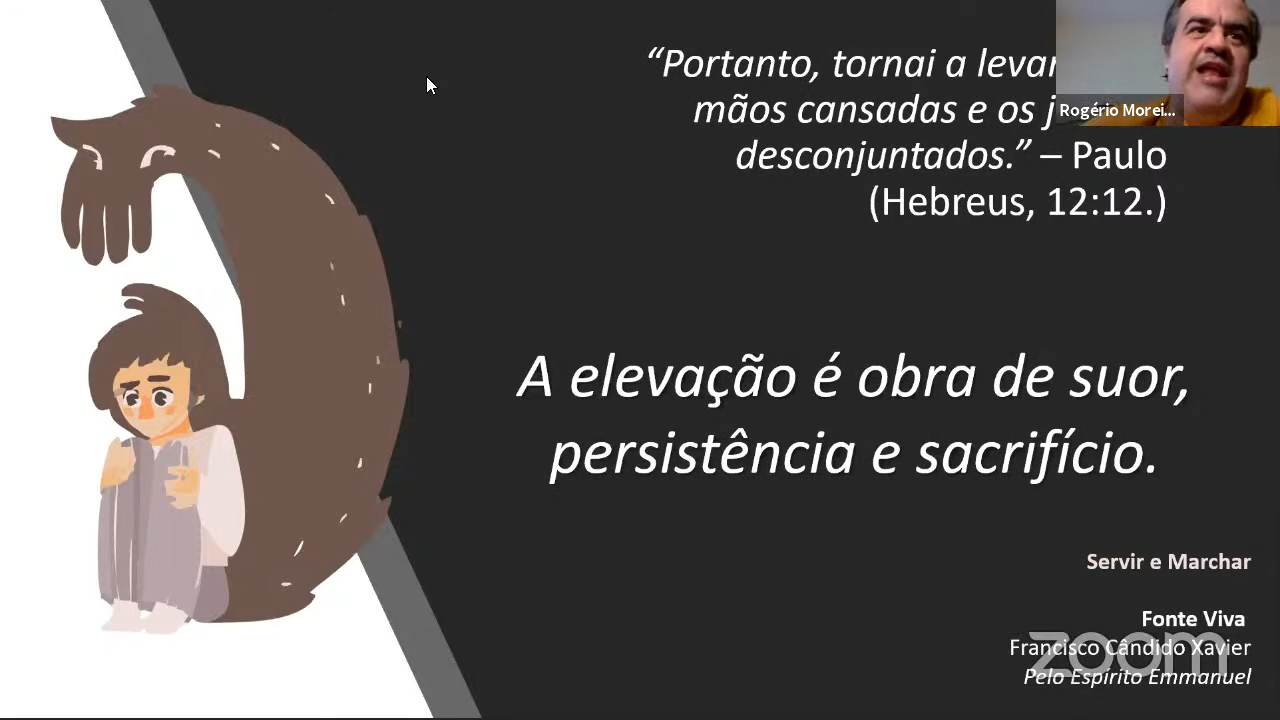 “Portanto, tornai a levan
mãos cansadas e os j
desconjuntados.” – Paulo
(Hebreus, 12:12.)
Rogério Morei...
A elevação é obra de suor,
persistência e sacrifício.
Servir e Marchar
Fonte Viva
Francisco Cândido Xavier
Pelo Espírito Emmanuel
zoom